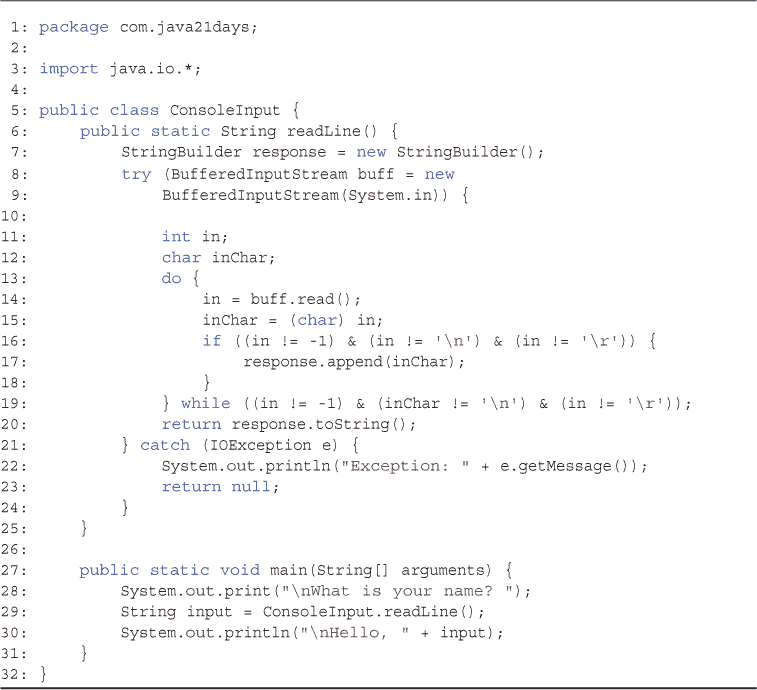 1: package com.java21days;
2:
3: import java.io.*;
4:
5: public class ConsoleInput {
6:     public static String readLine() {
7:         StringBuilder response = new StringBuilder();
8:         try (BufferedInputStream buff = new
9:             BufferedInputStream(System.in)) {
10:
11:             int in;
12:             char inChar;
13:             do {
14:                 in = buff.read();
15:                 inChar = (char) in;
16:                 if ((in != -1) & (in != '\n') & (in != '\r')) {
17:                     response.append(inChar);
18:                 }
19:             } while ((in != -1) & (inChar != '\n') & (in != '\r'));
20:             return response.toString();
21:         } catch (IOException e) {
22:             System.out.println("Exception: " + e.getMessage());
23:             return null;
24:         }
25:     }
26:
27:     public static void main(String[] arguments) {
28:         System.out.print("\nWhat is your name? ");
29:         String input = ConsoleInput.readLine();
30:         System.out.println("\nHello, " + input);
31:     }
32: }